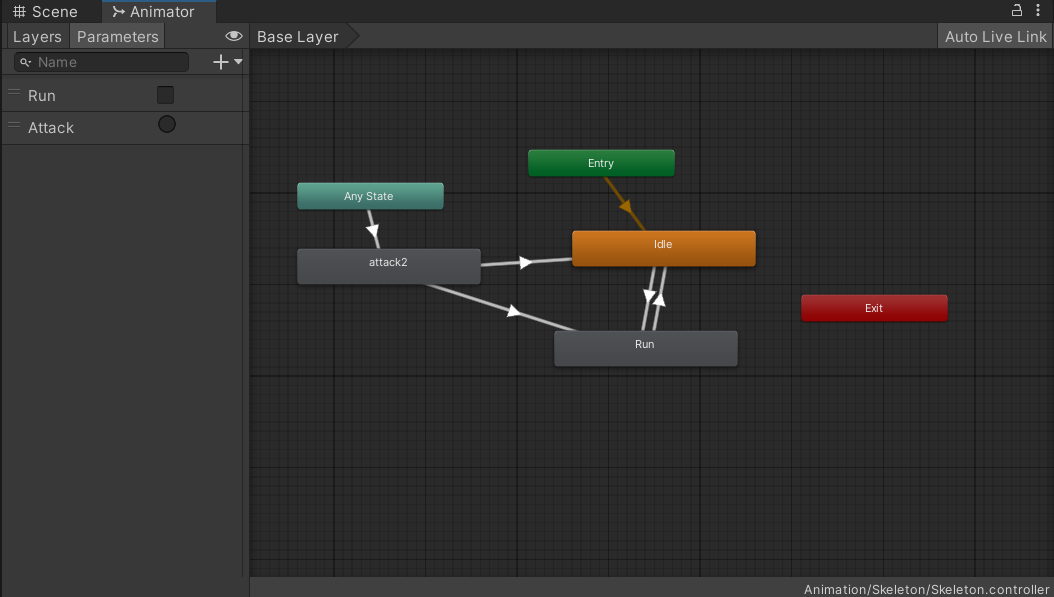 Scene
Animator
Layers
Parameters
Base Layer
Auto Live Link
Name
Run
Attack
Entry
Any State
Idle
attack2
Exit
Run
Animation/Skeleton/Skeleton.controller